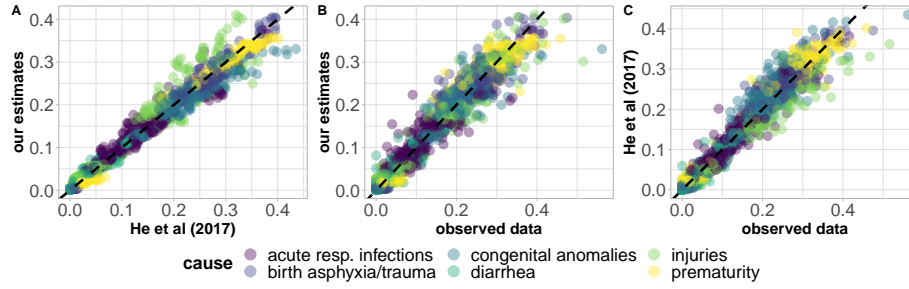 A
B
C
our estimates
0.4
0.3
0.2
0.1
0.0
0.0
0.1
0.2
0.3
0.4
He et al (2017)
our estimates
0.4
0.3
0.2
0.1
0.0
0.0
0.2
0.4
observed data
He et al (2017)
0.4
0.3
0.2
0.1
0.0
0.0
0.2
0.4
observed data
cause
acute resp. infections
birth asphyxia/trauma
congenital anomalies
diarrhea
injuries
prematurity